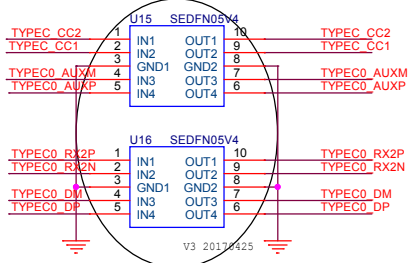 U15 SEDFN05V4
TYPEC_CC2 1 IN1 OUT1 10 TYPEC_CC2
TYPEC_CC1 2 IN2 OUT2 9 TYPEC_CC1
3 GND1 GND2 8
TYPEC0_AUXM 4 IN3 OUT3 7 TYPEC0_AUXM
TYPEC0_AUXP 5 IN4 OUT4 6 TYPEC0_AUXP
U16 SEDFN05V4
TYPEC0_RX2P 1 IN1 OUT1 10 TYPEC0_RX2P
TYPEC0_RX2N 2 IN2 OUT2 9 TYPEC0_RX2N
3 GND1 GND2 8
TYPEC0_DM 4 IN3 OUT3 7 TYPEC0_DM
TYPEC0_DP 5 IN4 OUT4 6 TYPEC0_DP
V3 20170425